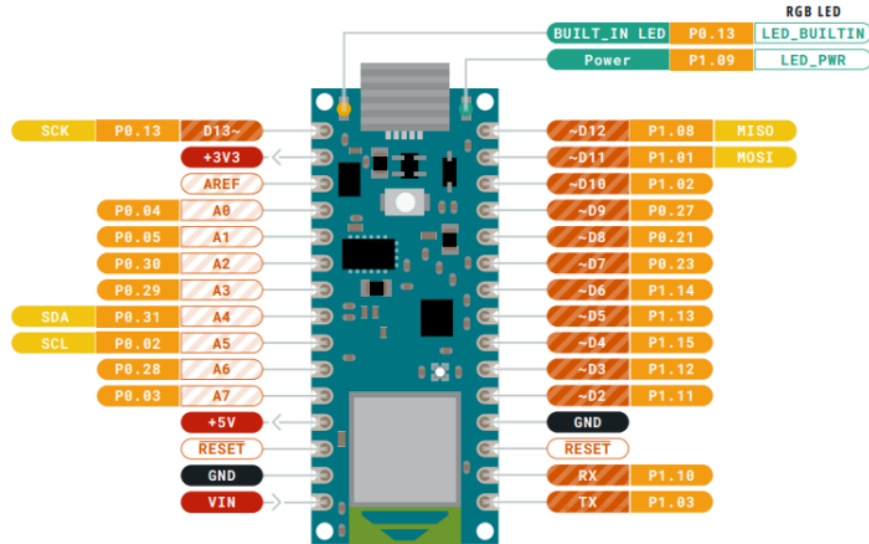 RGB LED
BUILT_IN LED P0.13 LED_BUILTIN
Power P1.09 LED_PWR
SCK P0.13 D13~ ~D12 P1.08 MISO
+3V3 ~D11 P1.01 MOSI
AREF ~D10 P1.02
P0.04 A0 ~D9 P0.27
P0.05 A1 ~D8 P0.21
P0.30 A2 ~D7 P0.23
P0.29 A3 ~D6 P1.14
SDA P0.31 A4 ~D5 P1.13
SCL P0.02 A5 ~D4 P1.15
P0.28 A6 ~D3 P1.12
P0.03 A7 ~D2 P1.11
+5V GND
RESET RESET
GND RX P1.10
VIN TX P1.03